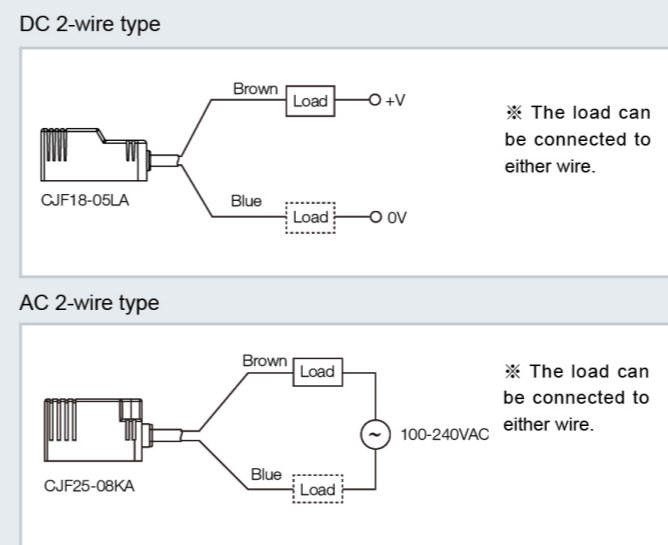 DC 2-wire type
Brown
Load
+V
※ The load can
be connected to
either wire.
CJF18-05LA
Blue
Load
0V
AC 2-wire type
Brown
Load
※ The load can
be connected to
either wire.
100-240VAC
CJF25-08KA
Blue
Load